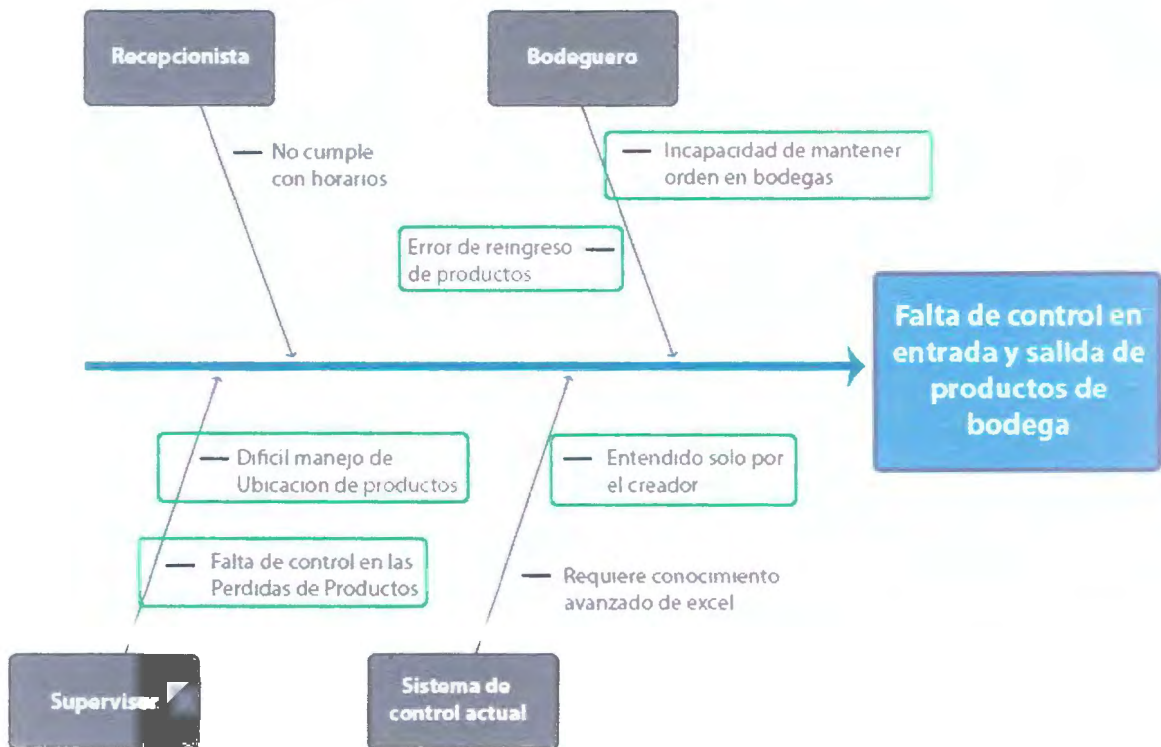 Recepcionista
Bodeguero
— No cumple
con horarios
— Incapacidad de mantener
orden en bodegas
Error de reingreso —
de productos
Falta de control en
entrada y salida de
productos de
bodega
— Dificil manejo de
Ubicacion de productos
— Entendido solo por
el creador
— Falta de control en las
Perdidas de Productos
— Requiere conocimiento
avanzado de excel
Supervisor
Sistema de
control actual